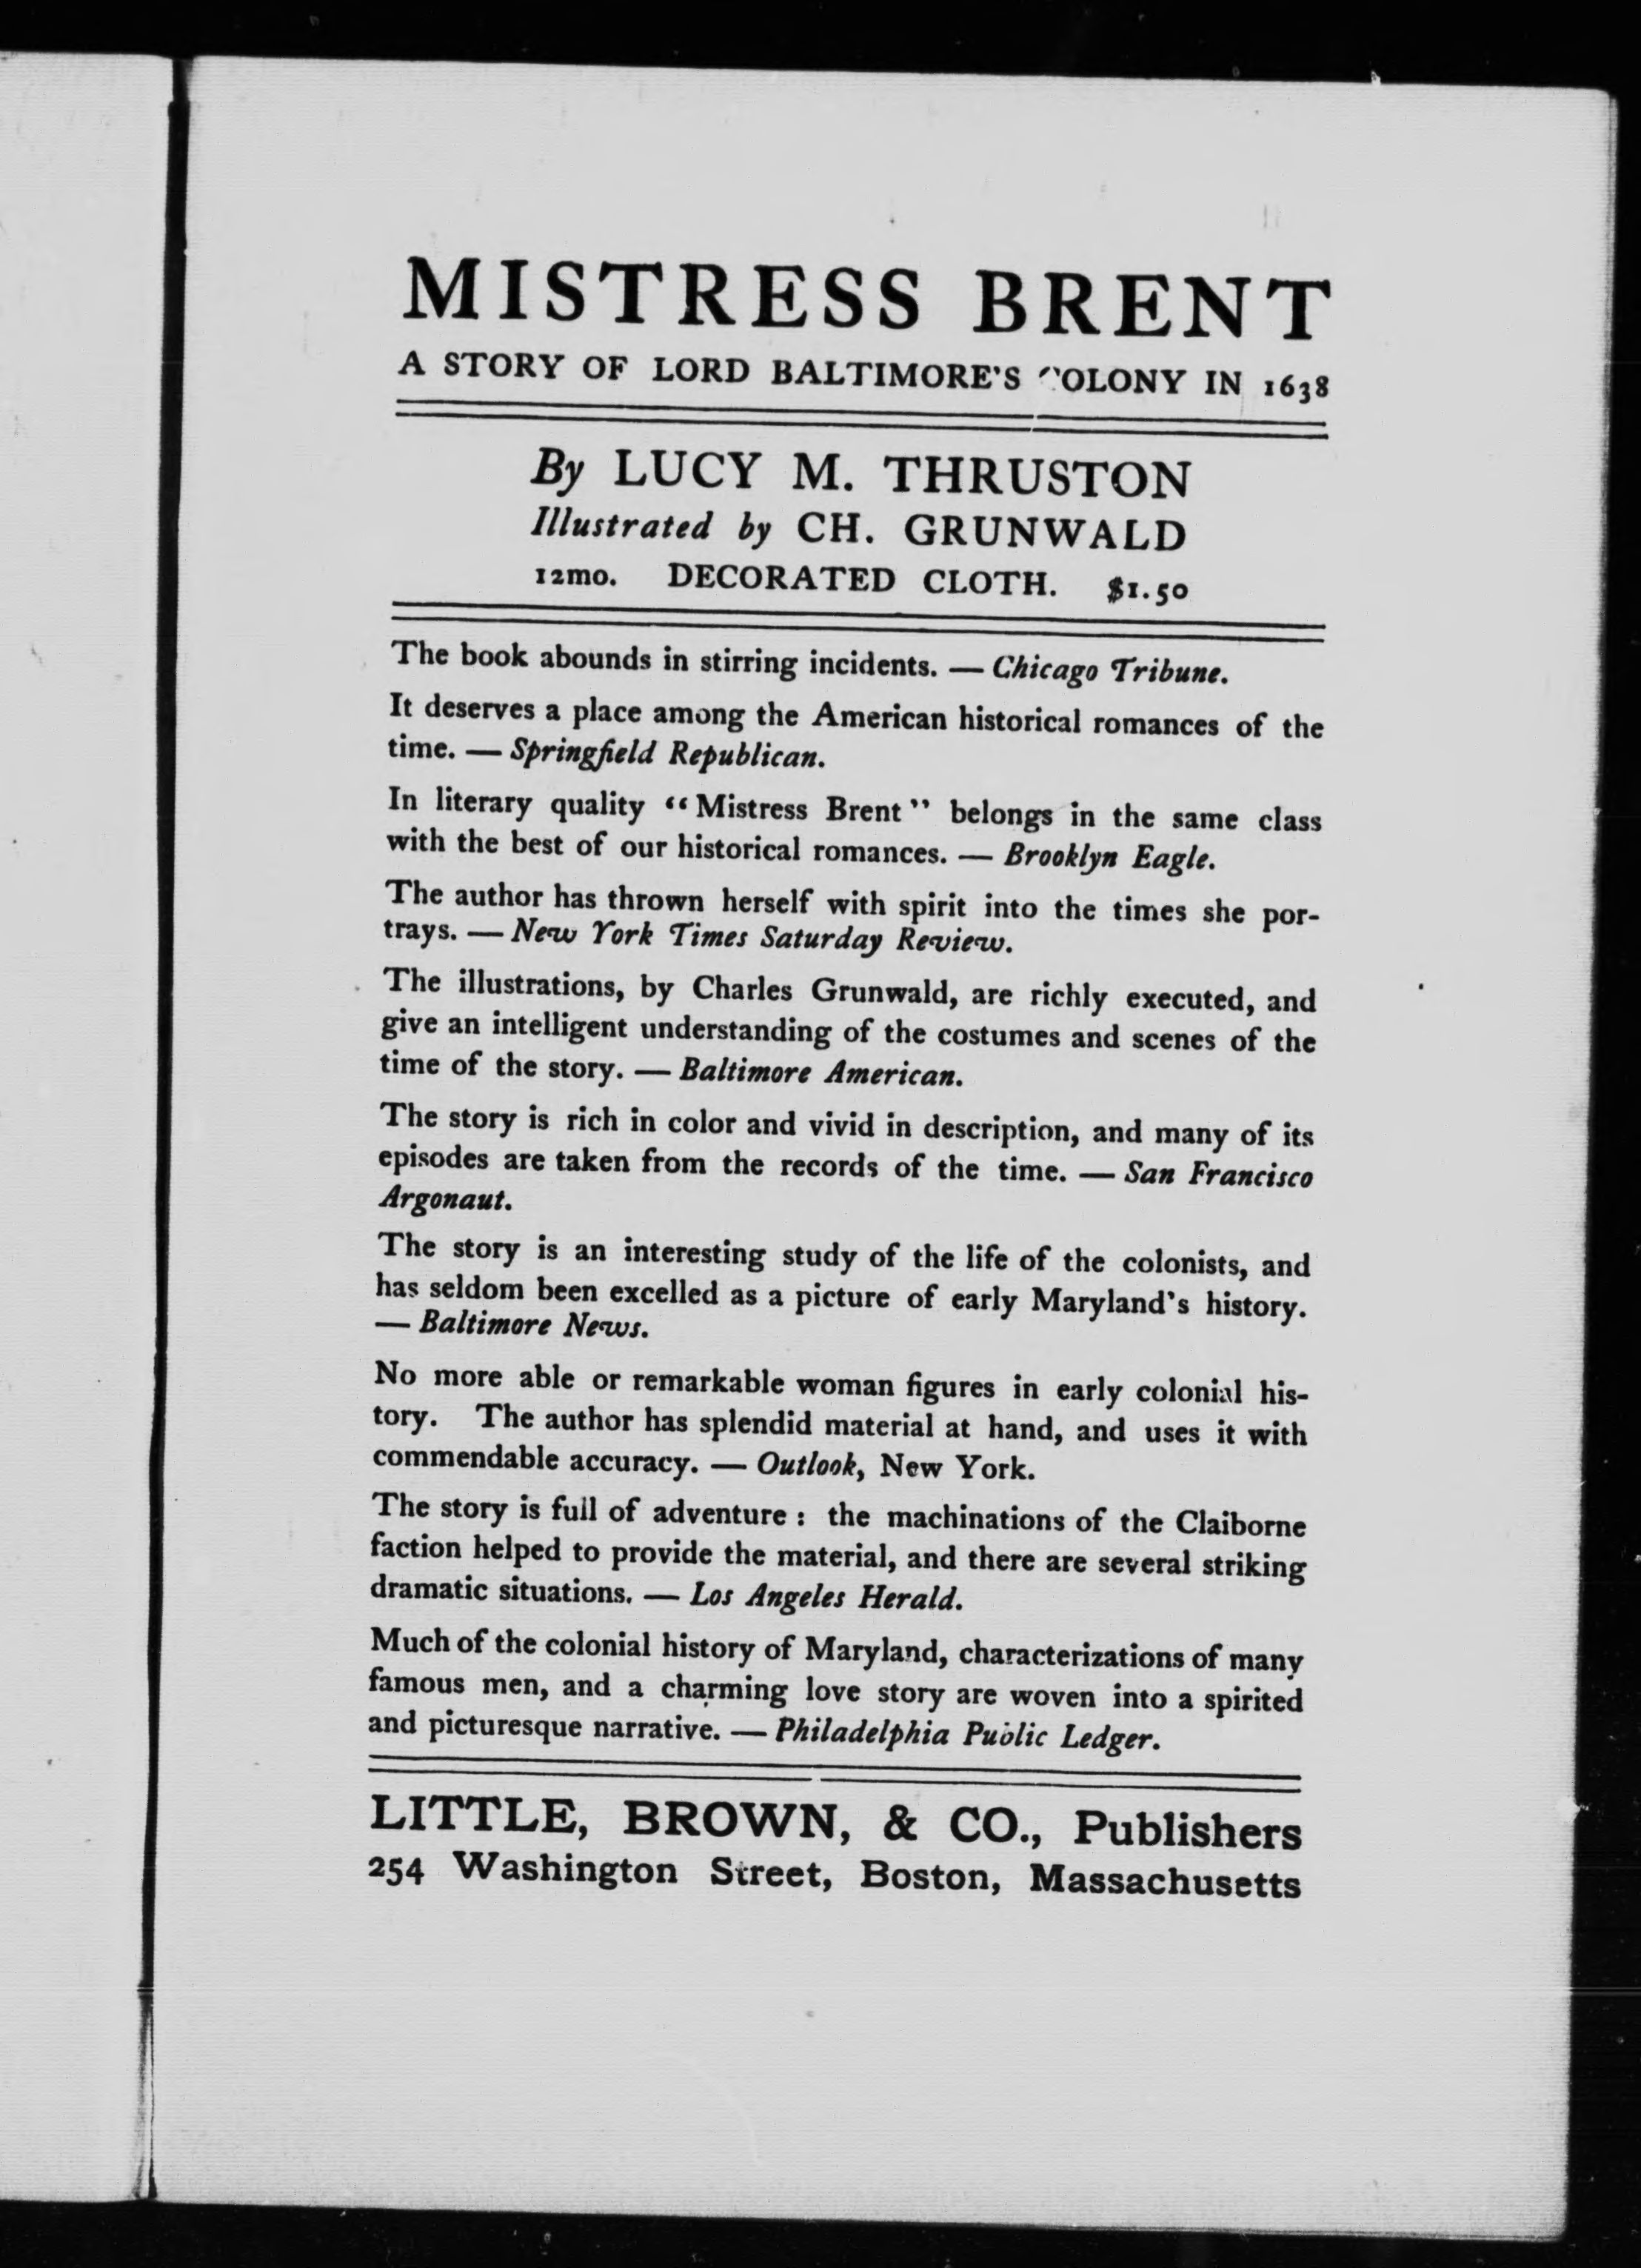 MISTRESS BRENT
A STORY OF LORD BALTIMORE'S COLONY IN 1638
By LUCY M. THRUSTON
Illustrated by CH. GRUNWALD
12mo. DECORATED CLOTH. $1.50
The book abounds in stirring incidents. — Chicago Tribune.
It deserves a place among the American historical romances of the
time. — Springfield Republican.
In literary quality “Mistress Brent” belongs in the same class
with the best of our historical romances. — Brooklyn Eagle.
The author has thrown herself with spirit into the times she por-
trays. — New York Times Saturday Review.
The illustrations, by Charles Grunwald, are richly executed, and
give an intelligent understanding of the costumes and scenes of the
time of the story. — Baltimore American.
The story is rich in color and vivid in description, and many of its
episodes are taken from the records of the time. — San Francisco
Argonaut.
The story is an interesting study of the life of the colonists, and
has seldom been excelled as a picture of early Maryland's history.
— Baltimore News.
No more able or remarkable woman figures in early colonial his-
tory. The author has splendid material at hand, and uses it with
commendable accuracy. — Outlook, New York.
The story is full of adventure : the machinations of the Claiborne
faction helped to provide the material, and there are several striking
dramatic situations. — Los Angeles Herald.
Much of the colonial history of Maryland, characterizations of many
famous men, and a charming love story are woven into a spirited
and picturesque narrative. — Philadelphia Public Ledger.
LITTLE, BROWN, & CO., Publishers
254 Washington Street, Boston, Massachusetts